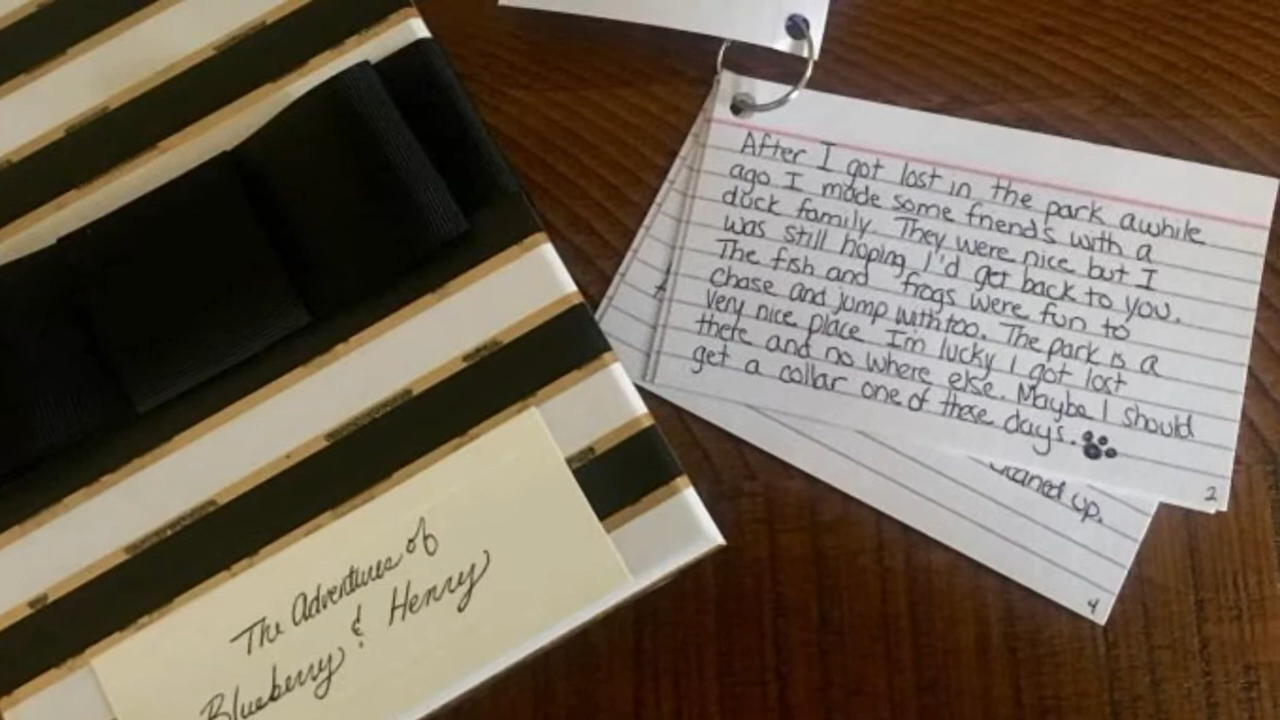 After I got lost in the park awhile
ago I made some friends with a
duck family. They were nice but I
was still hoping I'd get back to you.
The fish and frogs were fun to
chase and jump with too. The park is a
very nice place. I'm lucky I got lost
there and no where else. Maybe I should
get a collar one of these days.
2
up.
4
The Adventures of
Blueberry & Henry